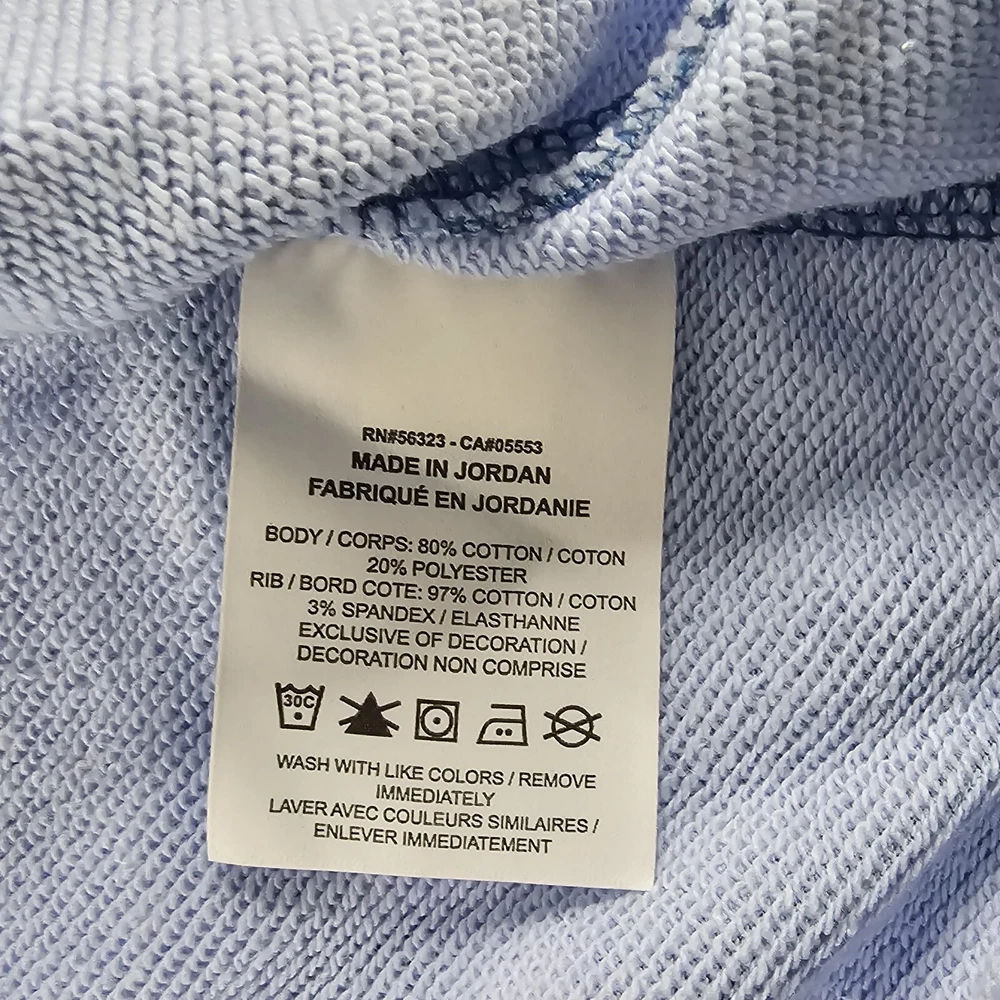 RN#56323 - CA#05553
MADE IN JORDAN
FABRIQUÉ EN JORDANIE
BODY / CORPS: 80% COTTON / COTON
20% POLYESTER
RIB / BORD COTE: 97% COTTON / COTON
3% SPANDEX / ELASTHANNE
EXCLUSIVE OF DECORATION /
DECORATION NON COMPRISE
30C
WASH WITH LIKE COLORS / REMOVE
IMMEDIATELY
LAVER AVEC COULEURS SIMILAIRES /
ENLEVER IMMEDIATEMENT